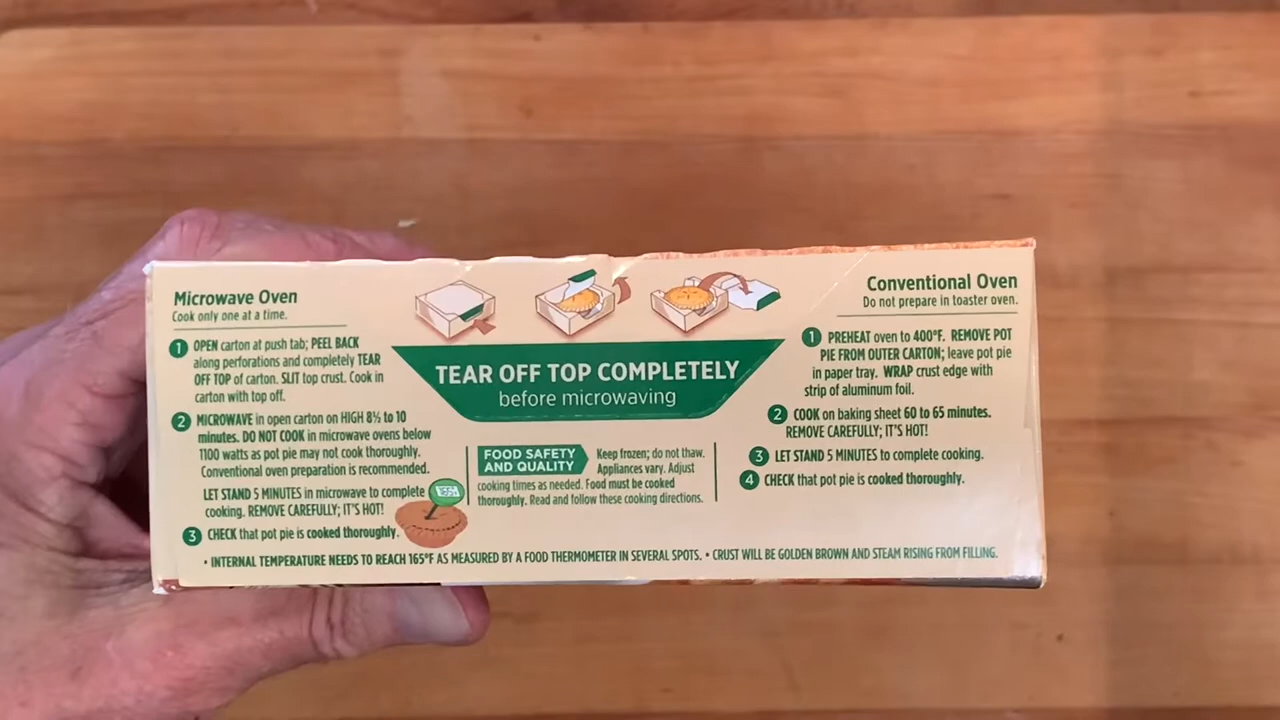 Microwave Oven
Cook only one at a time.
1 OPEN carton at push tab; PEEL BACK
along perforations and completely TEAR
OFF TOP of carton. SLIT top crust. Cook in
carton with top off.
2 MICROWAVE in open carton on HIGH 8½ to 10
minutes. DO NOT COOK in microwave ovens below
1100 watts as pot pie may not cook thoroughly.
Conventional oven preparation is recommended.
LET STAND 5 MINUTES in microwave to complete
cooking. REMOVE CAREFULLY; IT'S HOT!
3 CHECK that pot pie is cooked thoroughly.
TEAR OFF TOP COMPLETELY
before microwaving
FOOD SAFETY
AND QUALITY
Keep frozen; do not thaw.
Appliances vary. Adjust
cooking times as needed. Food must be cooked
thoroughly. Read and follow these cooking directions.
165°
Conventional Oven
Do not prepare in toaster oven.
1 PREHEAT oven to 400°F. REMOVE POT
PIE FROM OUTER CARTON; leave pot pie
in paper tray. WRAP crust edge with
strip of aluminum foil.
2 COOK on baking sheet 60 to 65 minutes.
REMOVE CAREFULLY; IT'S HOT!
3 LET STAND 5 MINUTES to complete cooking.
4 CHECK that pot pie is cooked thoroughly.
• INTERNAL TEMPERATURE NEEDS TO REACH 165°F AS MEASURED BY A FOOD THERMOMETER IN SEVERAL SPOTS. • CRUST WILL BE GOLDEN BROWN AND STEAM RISING FROM FILLING.